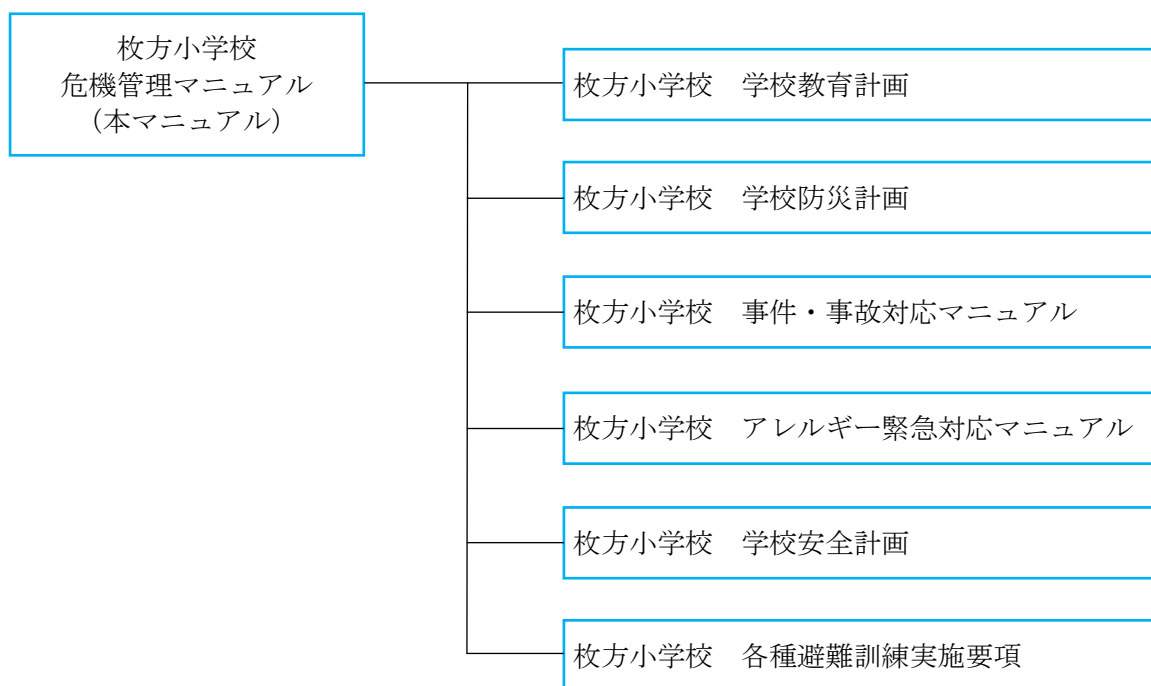 枚方小学校
危機管理マニュアル
（本マニュアル）
枚方小学校　学校教育計画
枚方小学校　学校防災計画
枚方小学校　事件・事故対応マニュアル
枚方小学校　アレルギー緊急対応マニュアル
枚方小学校　学校安全計画
枚方小学校　各種避難訓練実施要項